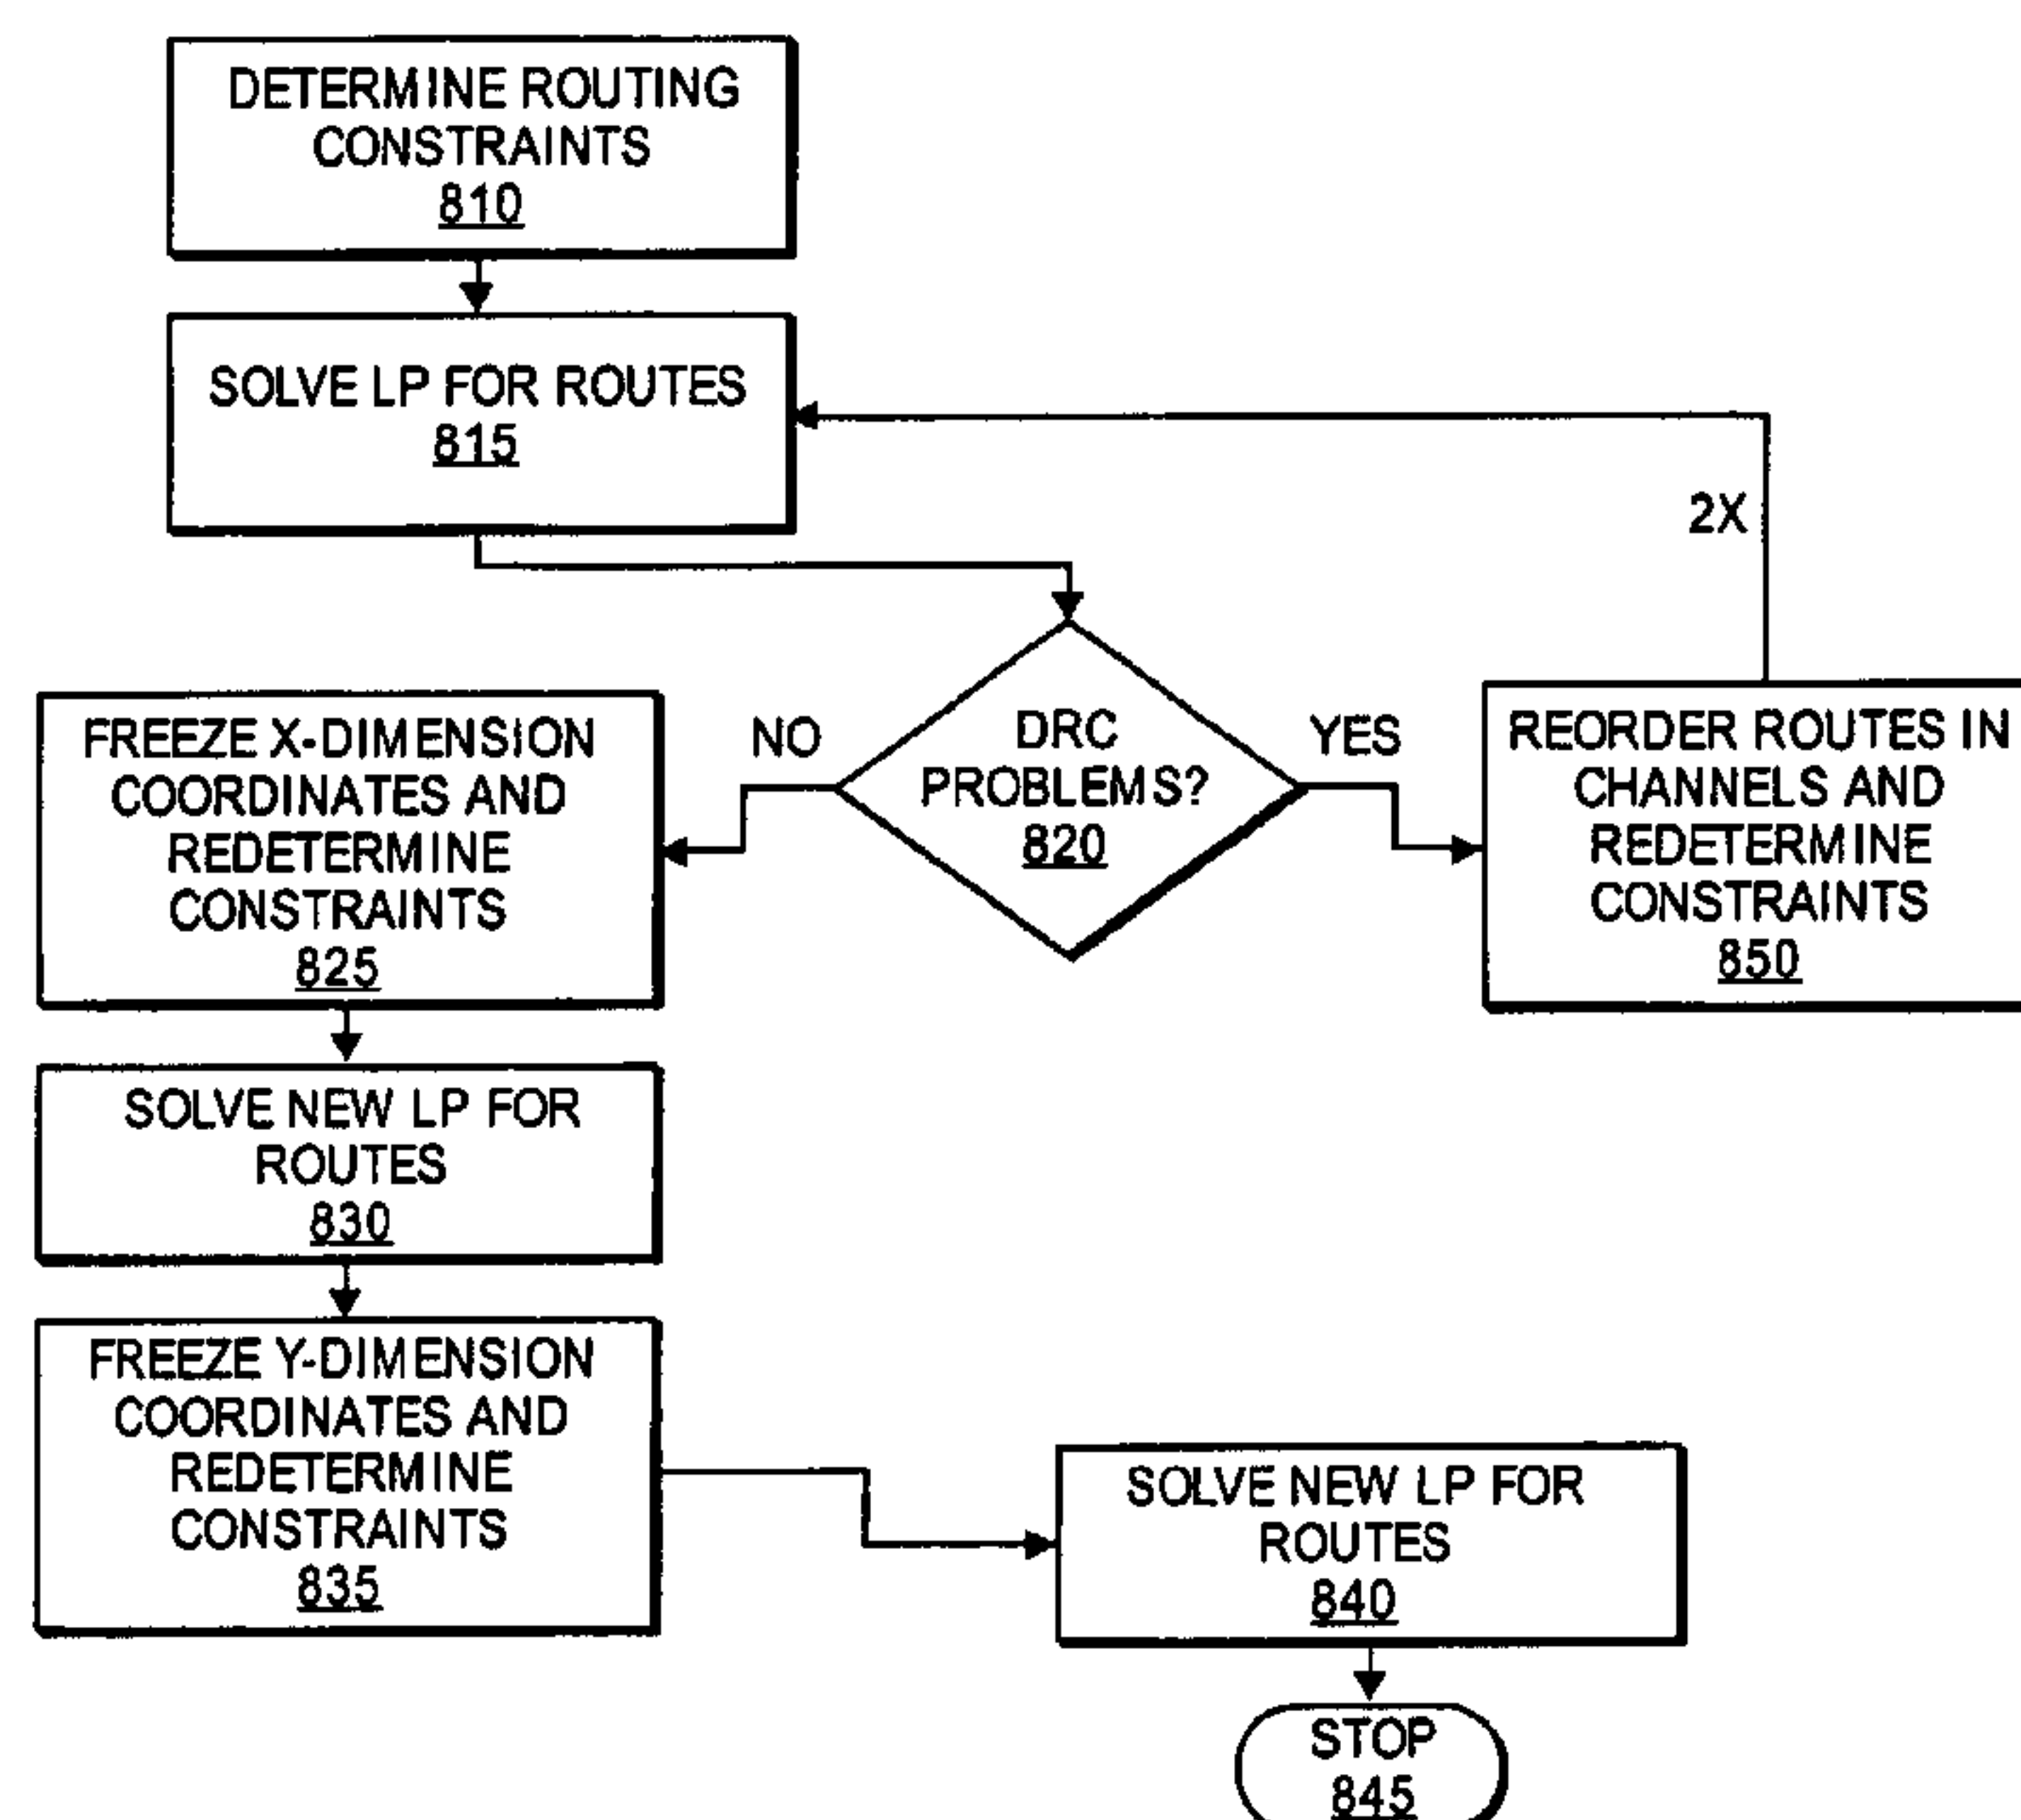 DETERMINE ROUTING
CONSTRAINTS
810
SOLVE LP FOR ROUTES
815
2X
DRC
PROBLEMS?
820
NO
YES
FREEZE X-DIMENSION
COORDINATES AND
REDETERMINE
CONSTRAINTS
825
REORDER ROUTES IN
CHANNELS AND
REDETERMINE
CONSTRAINTS
850
SOLVE NEW LP FOR
ROUTES
830
FREEZE Y-DIMENSION
COORDINATES AND
REDETERMINE
CONSTRAINTS
835
SOLVE NEW LP FOR
ROUTES
840
STOP
845